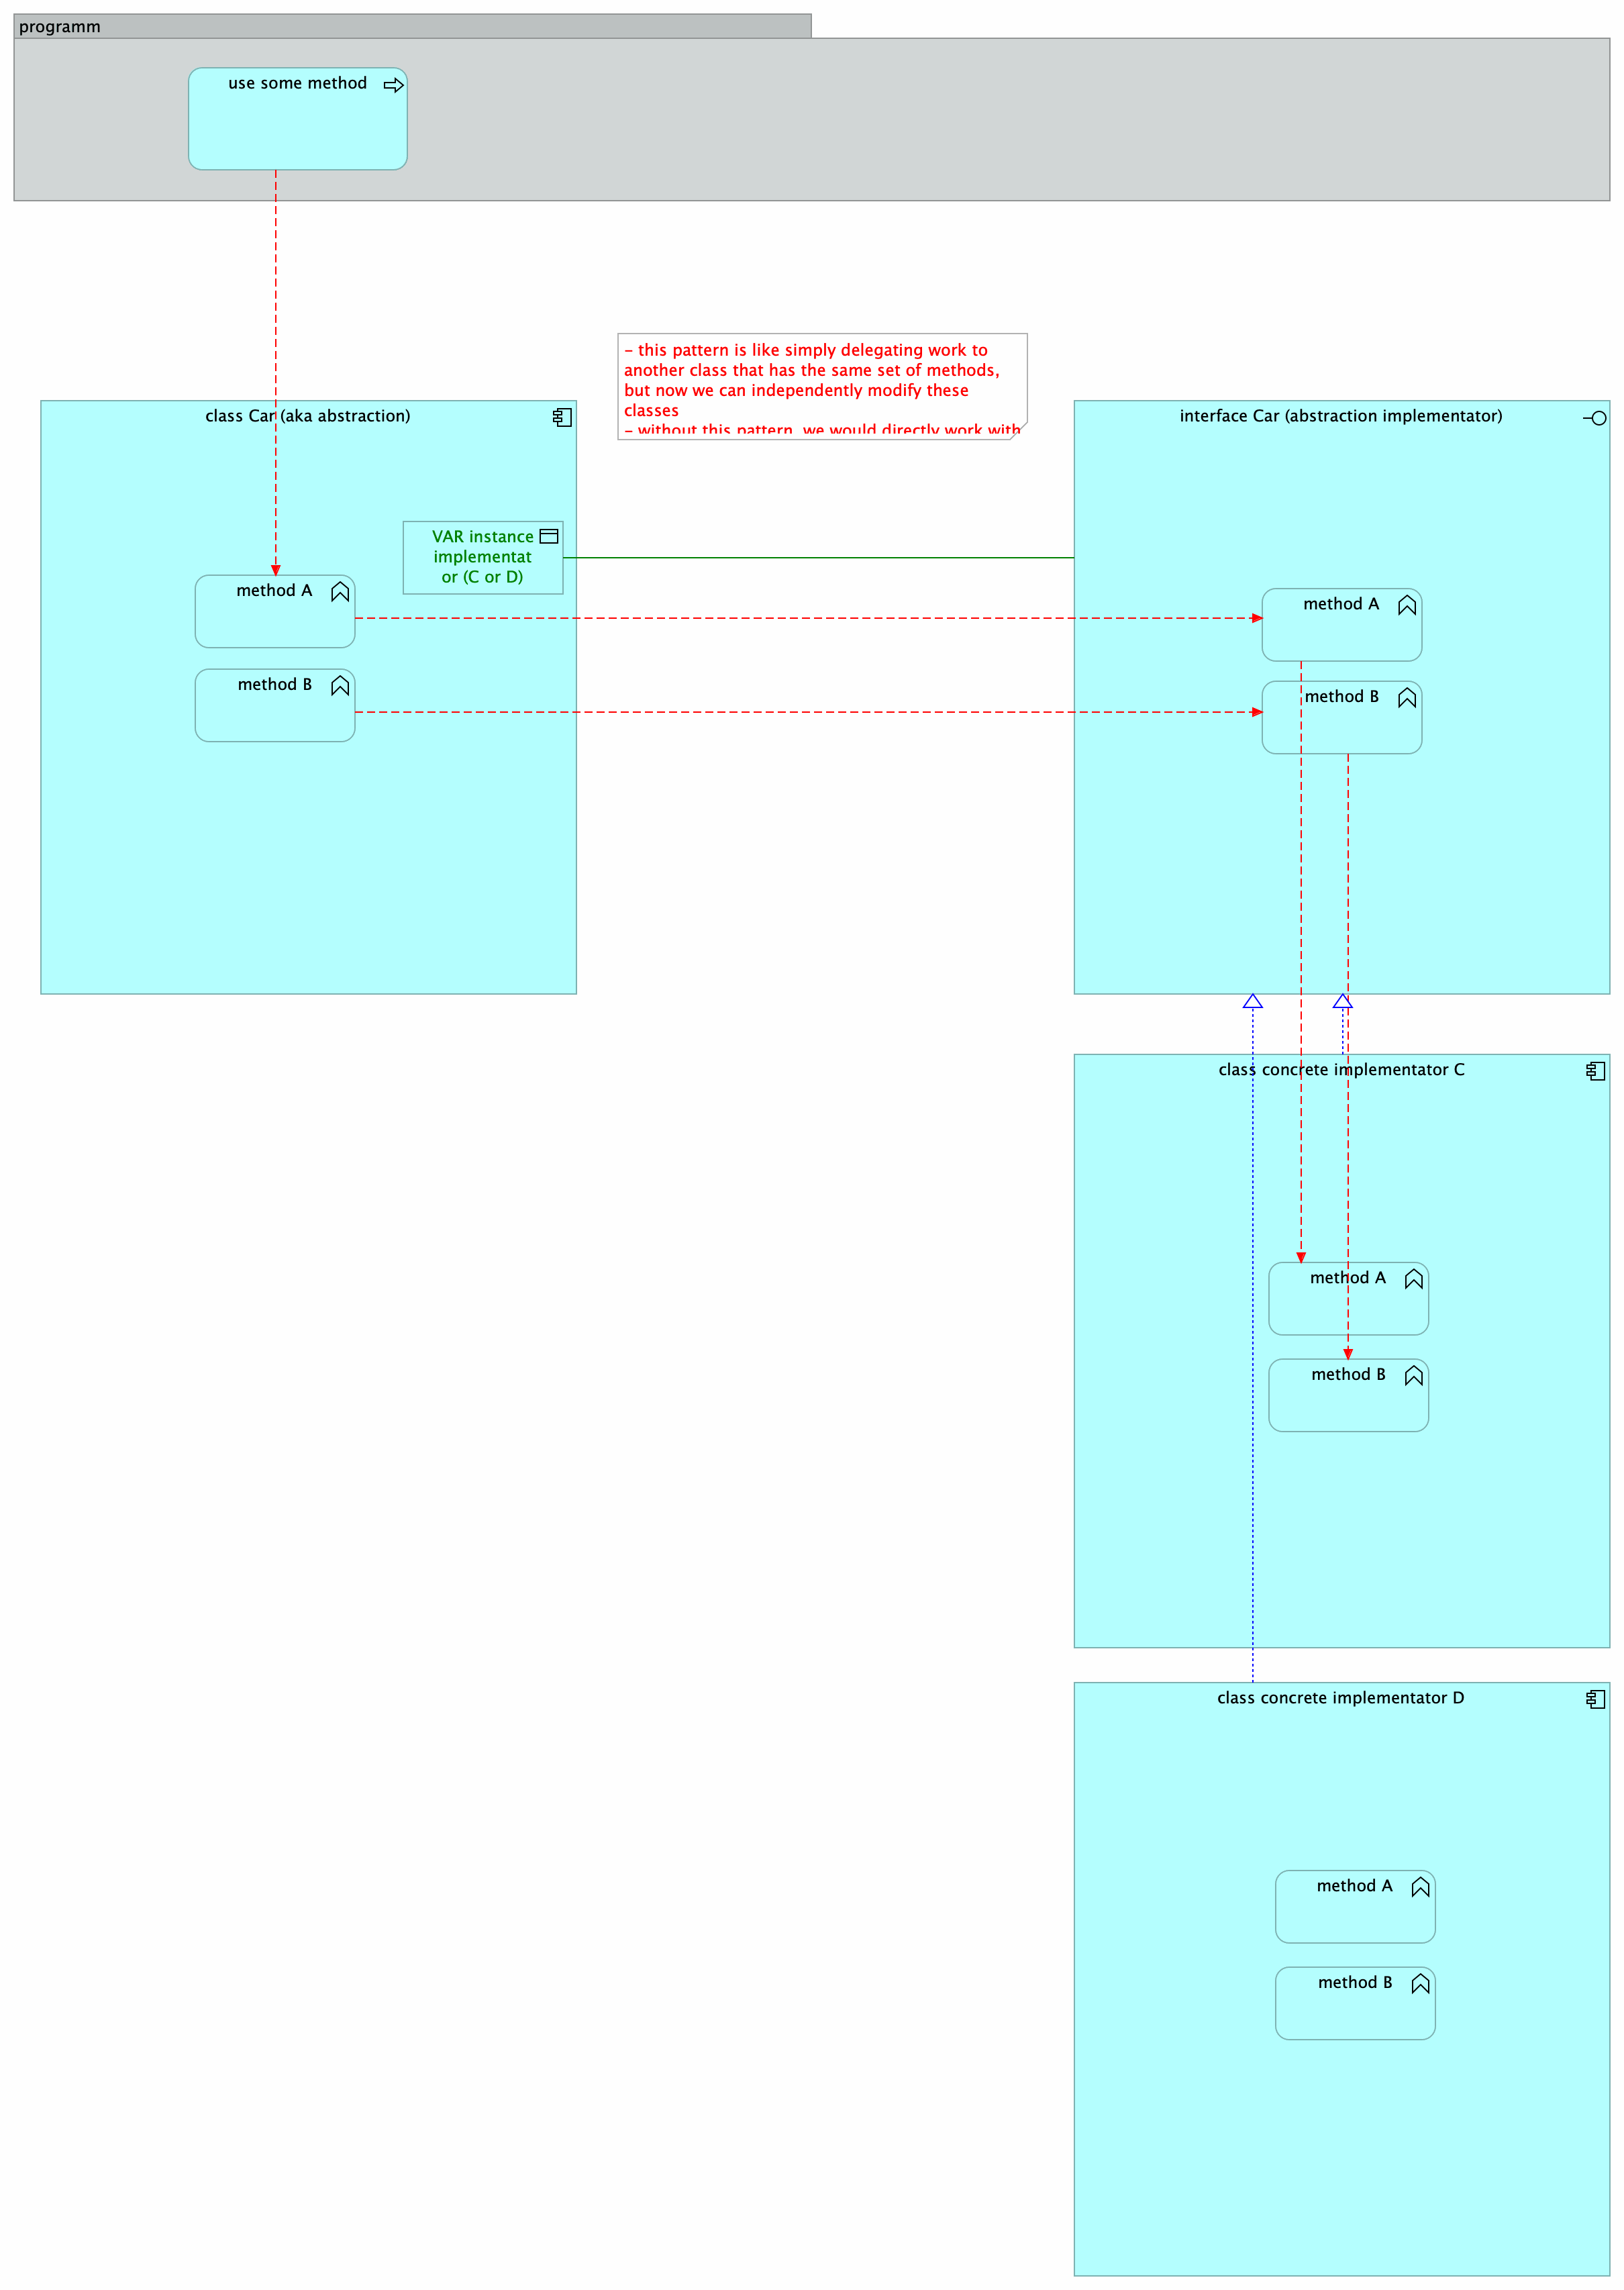 programm
use some method
- this pattern is like simply delegating work to
another class that has the same set of methods,
but now we can independently modify these
classes
- without this pattern, we would directly work with
class Car (aka abstraction)
VAR instance
implementat
or (C or D)
method A
method B
interface Car (abstraction implementator)
method A
method B
class concrete implementator C
method A
method B
class concrete implementator D
method A
method B